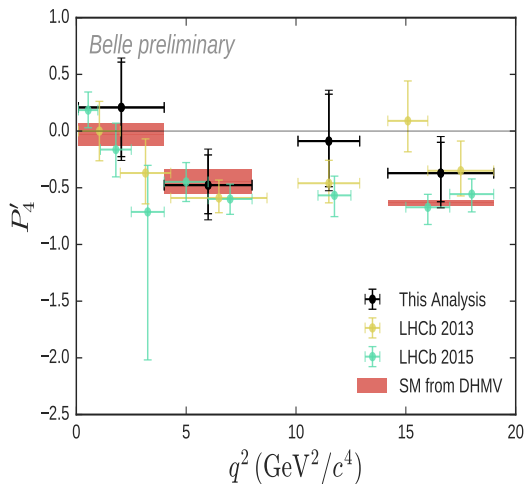 Belle preliminary
1.0
0.5
0.0
−0.5
−1.0
−1.5
−2.0
−2.5
P′₄
This Analysis
LHCb 2013
LHCb 2015
SM from DHMV
0 5 10 15 20
q² (GeV²/c⁴)